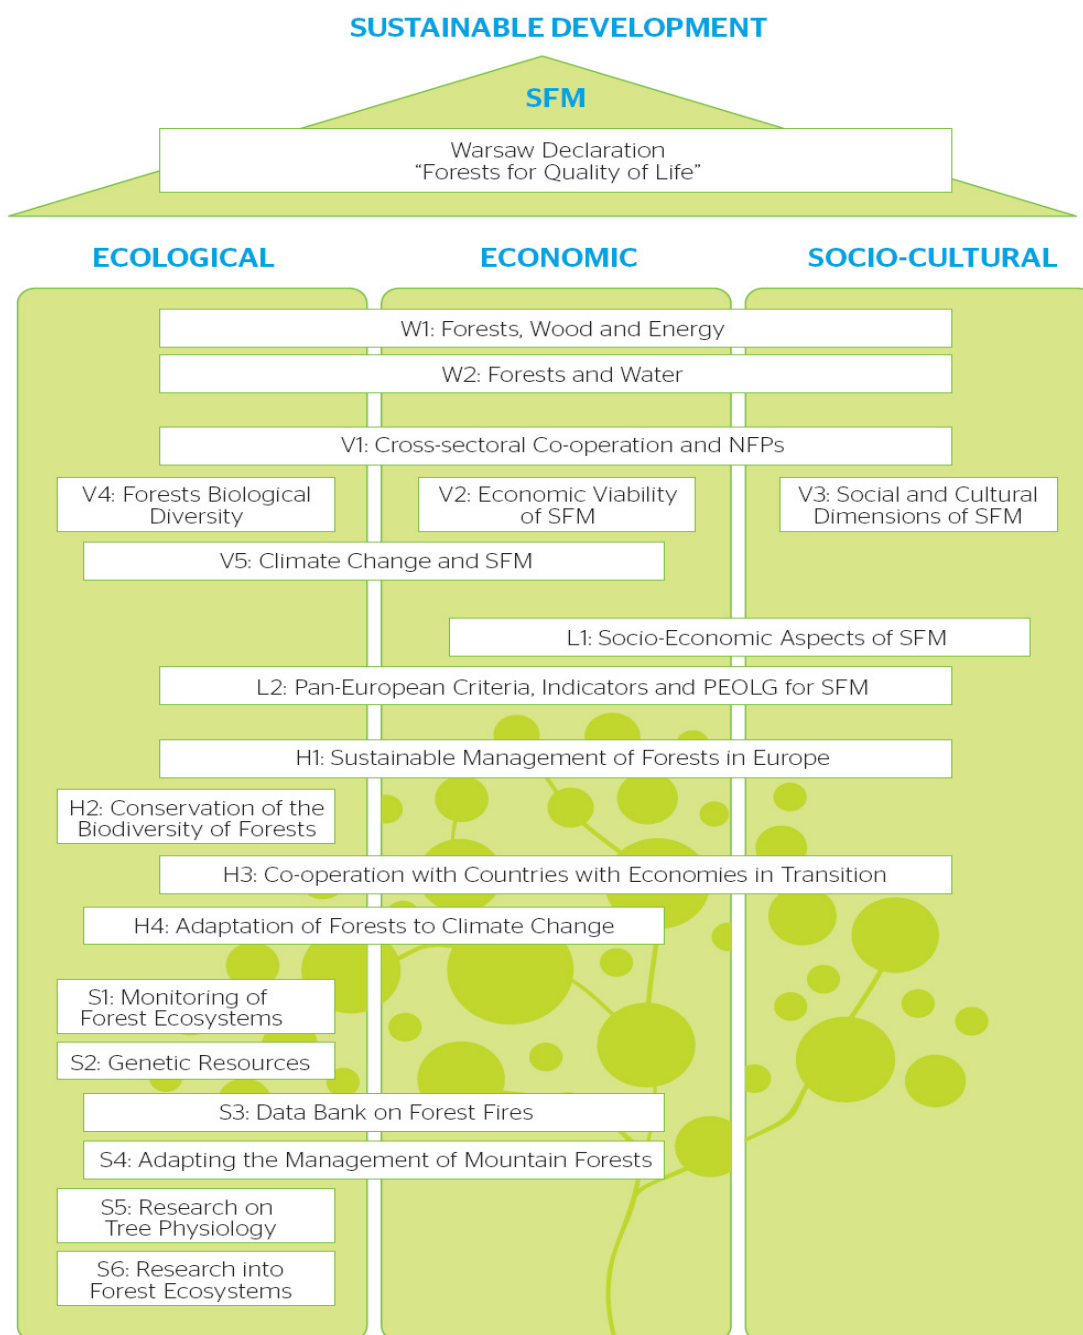 SUSTAINABLE DEVELOPMENT
SFM
Warsaw Declaration
“Forests for Quality of Life”
ECOLOGICAL
ECONOMIC
SOCIO-CULTURAL
W1: Forests, Wood and Energy
W2: Forests and Water
V1: Cross-sectoral Co-operation and NFPs
V4: Forests Biological
Diversity
V2: Economic Viability
of SFM
V3: Social and Cultural
Dimensions of SFM
V5: Climate Change and SFM
L1: Socio-Economic Aspects of SFM
L2: Pan-European Criteria, Indicators and PEOLG for SFM
H1: Sustainable Management of Forests in Europe
H2: Conservation of the
Biodiversity of Forests
H3: Co-operation with Countries with Economies in Transition
H4: Adaptation of Forests to Climate Change
S1: Monitoring of
Forest Ecosystems
S2: Genetic Resources
S3: Data Bank on Forest Fires
S4: Adapting the Management of Mountain Forests
S5: Research on
Tree Physiology
S6: Research into
Forest Ecosystems